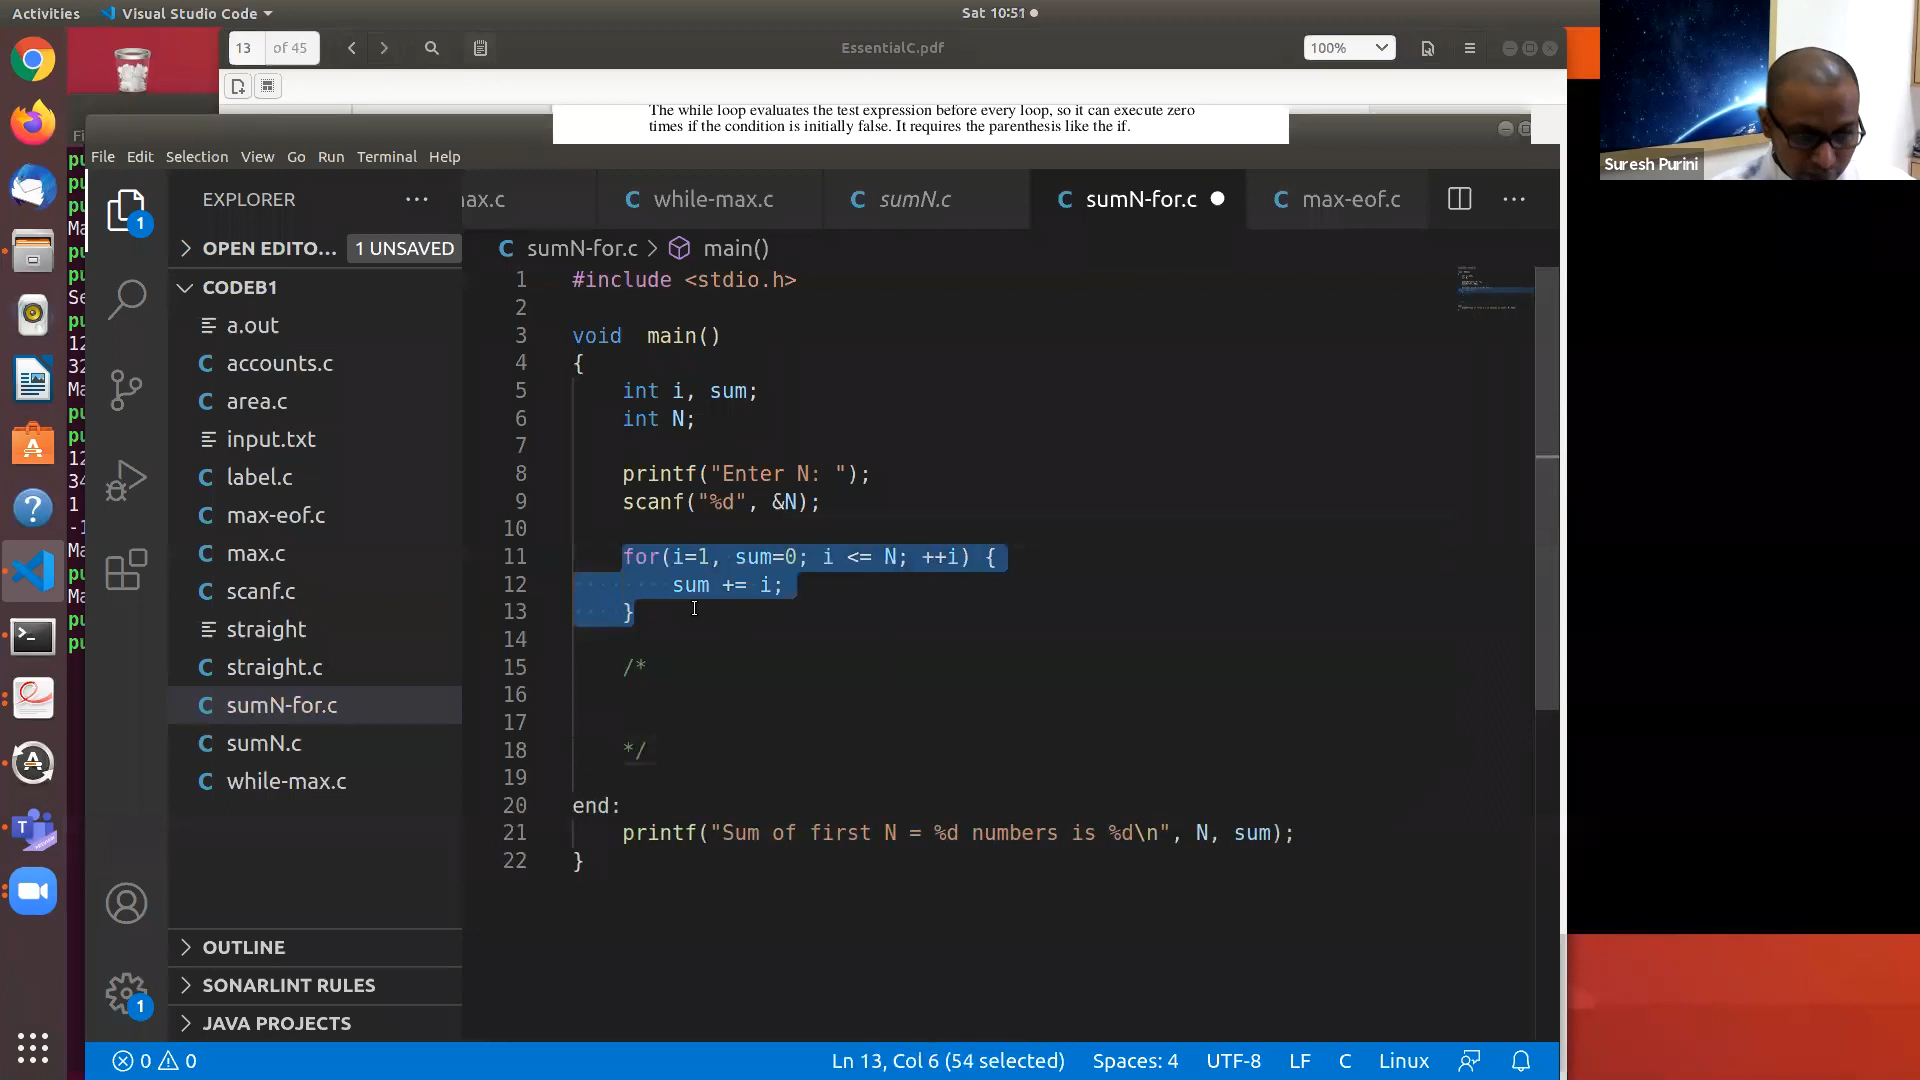 Activities
Visual Studio Code
Sat 10:51
13 of 45
EssentialC.pdf
100%
The while loop evaluates the test expression before every loop, so it can execute zero
times if the condition is initially false. It requires the parenthesis like the if.
Suresh Purini
File Edit Selection View Go Run Terminal Help
EXPLORER
ax.c
while-max.c
sumN.c
sumN-for.c
max-eof.c
OPEN EDITO... 1 UNSAVED
sumN-for.c > main()
CODEB1
a.out
accounts.c
area.c
input.txt
label.c
max-eof.c
max.c
scanf.c
straight
straight.c
sumN-for.c
sumN.c
while-max.c
OUTLINE
SONARLINT RULES
JAVA PROJECTS
1 #include <stdio.h>
2
3 void  main()
4 {
5 int i, sum;
6 int N;
7
8 printf("Enter N: ");
9 scanf("%d", &N);
10
11 for(i=1, sum=0; i <= N; ++i) {
12 sum += i;
13 }
14
15 /*
16
17
18 */
19
20 end:
21 printf("Sum of first N = %d numbers is %d\n", N, sum);
22 }
1
1
0 0
Ln 13, Col 6 (54 selected)
Spaces: 4
UTF-8
LF
C
Linux